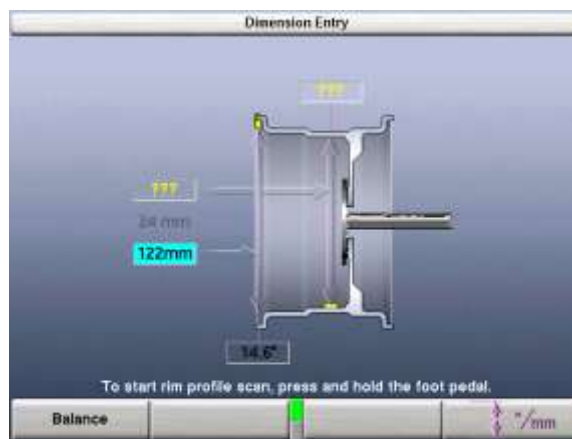 Dimension Entry
???
???
24 mm
122mm
14.6"
To start rim profile scan, press and hold the foot pedal.
Balance
"/mm